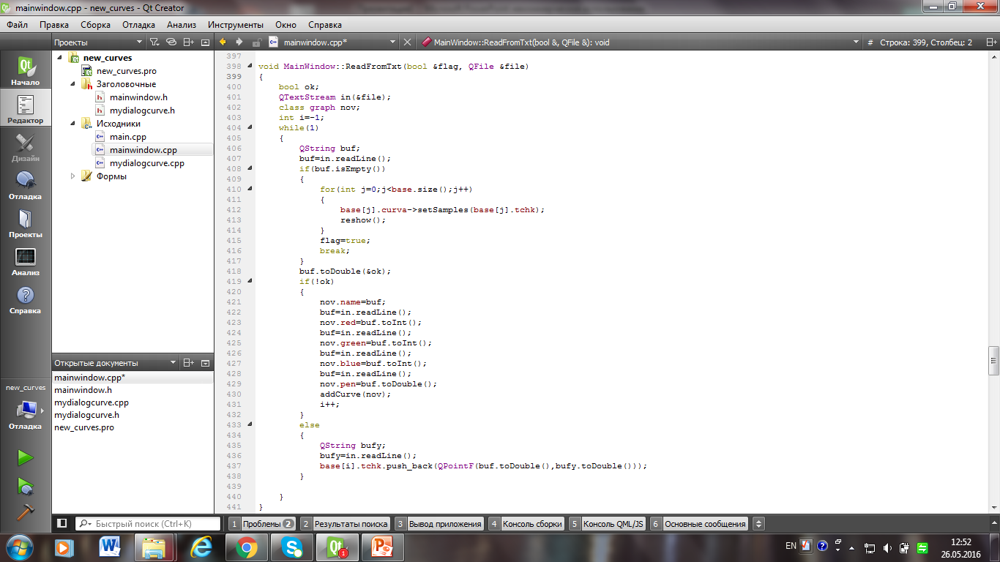 mainwindow.cpp - new_curves - Qt Creator
Файл Правка Сборка Отладка Анализ Инструменты Окно Справка
Проекты mainwindow.cpp* MainWindow::ReadFromTxt(bool &, QFile &): void # Строка: 399, Столбец: 2
Начало
Редактор
Дизайн
Отладка
Проекты
Анализ
Справка
new_curves
Отладка
new_curves
new_curves.pro
Заголовочные
mainwindow.h
mydialogcurve.h
Исходники
main.cpp
mainwindow.cpp
mydialogcurve.cpp
Формы
Открытые документы
mainwindow.cpp*
mainwindow.h
mydialogcurve.cpp
mydialogcurve.h
new_curves.pro
397
398 void MainWindow::ReadFromTxt(bool &flag, QFile &file)
399 {
400 bool ok;
401 QTextStream in(&file);
402 class graph nov;
403 int i=-1;
404 while(1)
405 {
406 QString buf;
407 buf=in.readLine();
408 if(buf.isEmpty())
409 {
410 for(int j=0;j<base.size();j++)
411 {
412 base[j].curva->setSamples(base[j].tchk);
413 reshow();
414 }
415 flag=true;
416 break;
417 }
418 buf.toDouble(&ok);
419 if(!ok)
420 {
421 nov.name=buf;
422 buf=in.readLine();
423 nov.red=buf.toInt();
424 buf=in.readLine();
425 nov.green=buf.toInt();
426 buf=in.readLine();
427 nov.blue=buf.toInt();
428 buf=in.readLine();
429 nov.pen=buf.toDouble();
430 addCurve(nov);
431 i++;
432 }
433 else
434 {
435 QString bufy;
436 bufy=in.readLine();
437 base[i].tchk.push_back(QPointF(buf.toDouble(),bufy.toDouble()));
438 }
439
440 }
441 }
Быстрый поиск (Ctrl+K) 1 Проблемы 2 2 Результаты поиска 3 Вывод приложения 4 Консоль сборки 5 Консоль QML/JS 6 Основные сообщения
EN 12:52
26.05.2016